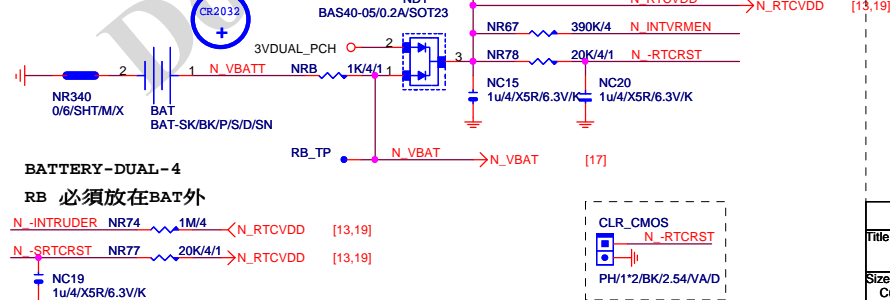 CR2032
+
BAS40-05/0.2A/SOT23
N_RTCVDD [13,19]
NR67 390K/4 N_INTVRMEN
3VDUAL_PCH 2
3
NR78 20K/4/1 N_-RTCRST
2 1 N_VBATT NRB 1K/4/1 1
NC15
1u/4/X5R/6.3V/K
NC20
1u/4/X5R/6.3V/K
NR340
0/6/SHT/M/X
BAT
BAT-SK/BK/P/S/D/SN
RB_TP N_VBAT N_VBAT [17]
BATTERY-DUAL-4
RB 必須放在BAT外
N_-INTRUDER NR74 1M/4 N_RTCVDD [13,19]
N_-SRTCRST NR77 20K/4/1 N_RTCVDD [13,19]
NC19
1u/4/X5R/6.3V/K
CLR_CMOS
N_-RTCRST
PH/1*2/BK/2.54/VA/D
Title
Size